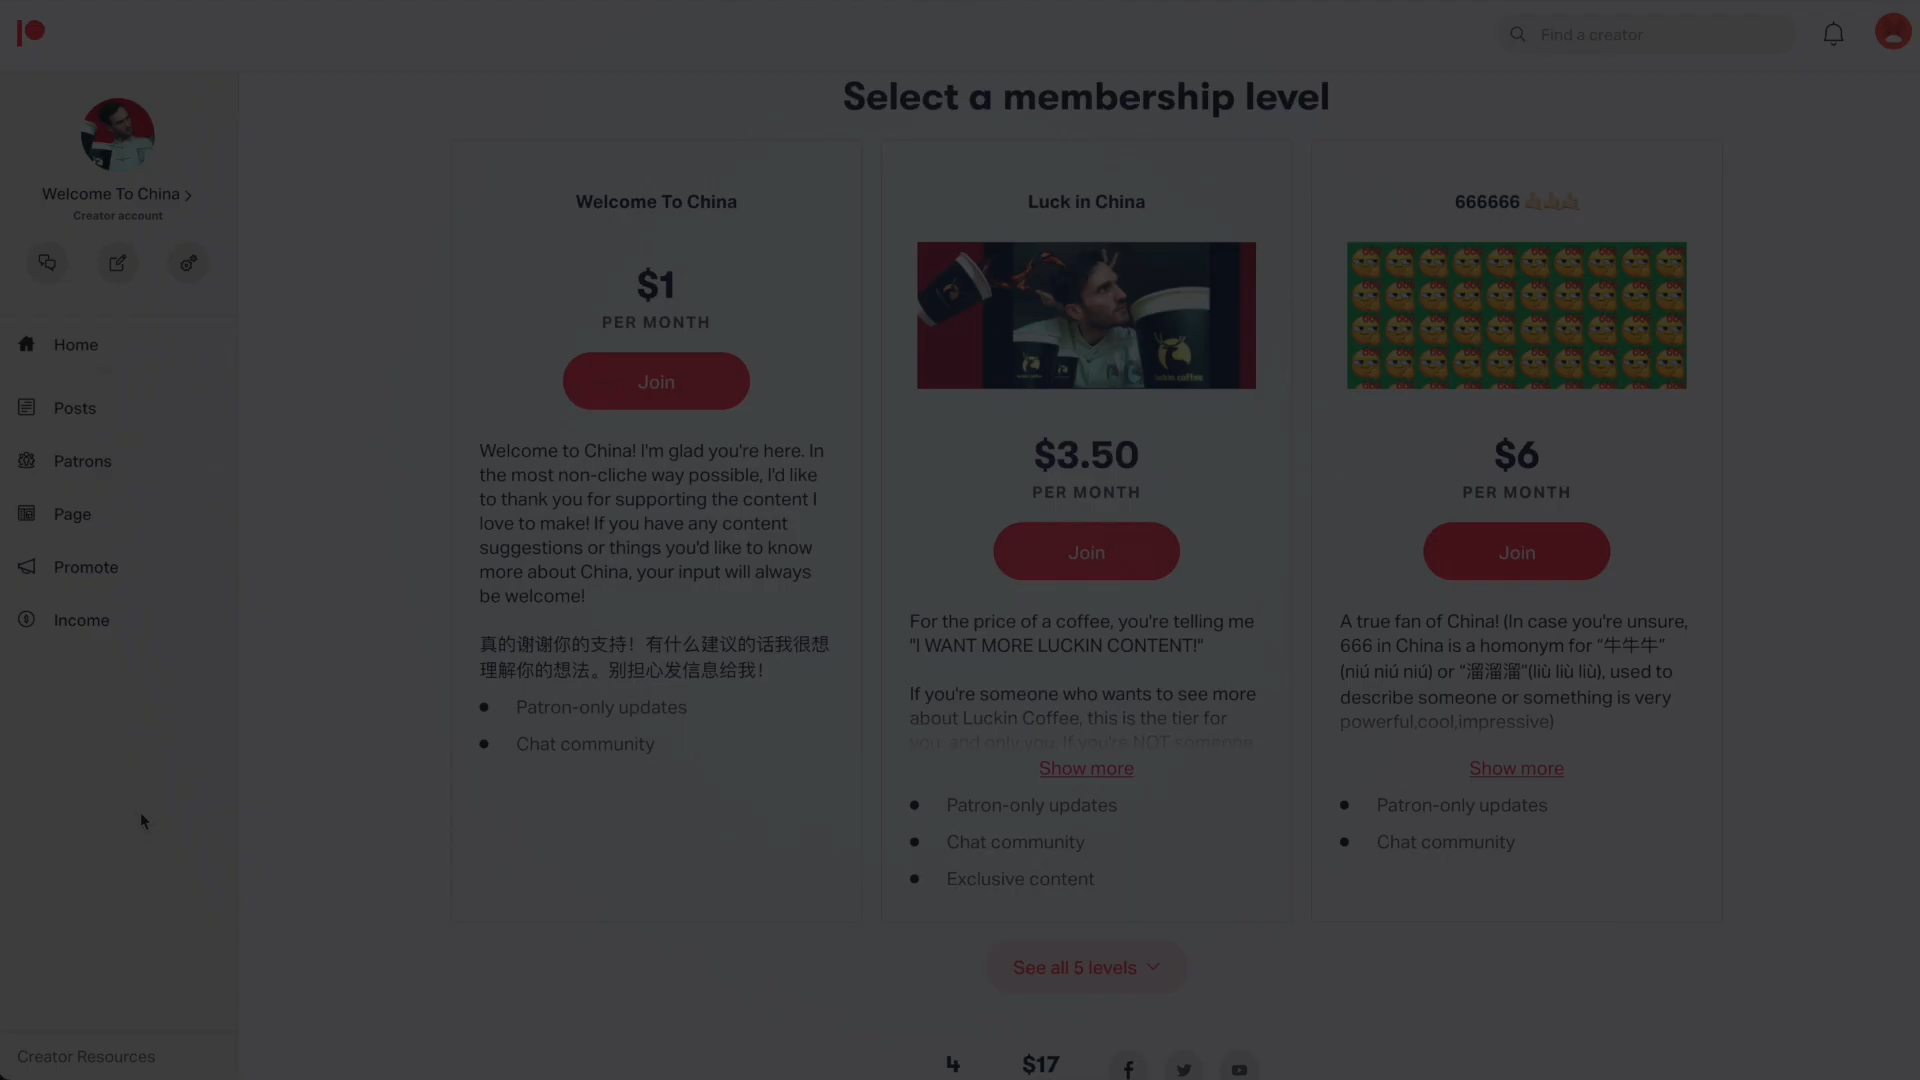 Find a creator
Select a membership level
Welcome To China
Creator account
Home
Posts
Patrons
Page
Promote
Income
Creator Resources
Welcome To China
$1
PER MONTH
Join
Welcome to China! I'm glad you're here. In
the most non-cliche way possible, I'd like
to thank you for supporting the content I
love to make! If you have any content
suggestions or things you'd like to know
more about China, your input will always
be welcome!
真的谢谢你的支持！有什么建议的话我很想
理解你的想法。别担心发信息给我！
Patron-only updates
Chat community
Luck in China
luckin coffee
$3.50
PER MONTH
Join
For the price of a coffee, you're telling me
"I WANT MORE LUCKIN CONTENT!"
If you're someone who wants to see more
about Luckin Coffee, this is the tier for
you, and only you. If you're NOT someone
Show more
Patron-only updates
Chat community
Exclusive content
666666 🤙🤙🤙
$6
PER MONTH
Join
A true fan of China! (In case you're unsure,
666 in China is a homonym for “牛牛牛”
(niú niú niú) or “溜溜溜“(liù liù liù), used to
describe someone or something is very
powerful,cool,impressive)
Show more
Patron-only updates
Chat community
See all 5 levels
4
$17